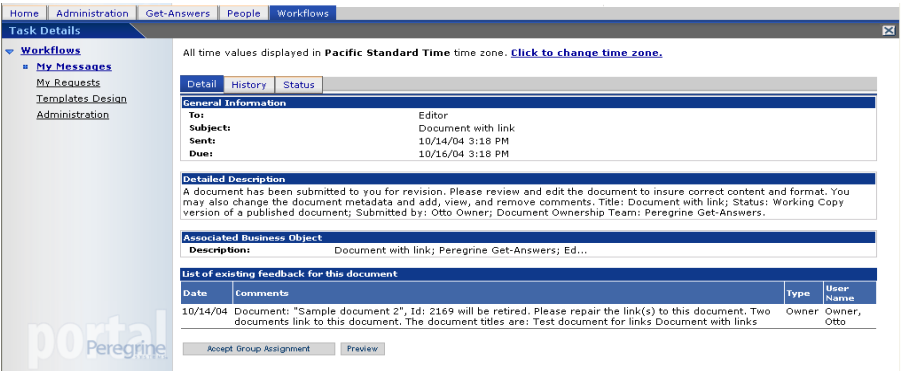 Home Administration Get-Answers People Workflows
Task Details
Workflows
My Messages
My Requests
Templates Design
Administration
All time values displayed in Pacific Standard Time time zone. Click to change time zone.
Detail History Status
General Information
To: Editor
Subject: Document with link
Sent: 10/14/04 3:18 PM
Due: 10/16/04 3:18 PM
Detailed Description
A document has been submitted to you for revision. Please review and edit the document to insure correct content and format. You
may also change the document metadata and add, view, and remove comments. Title: Document with link; Status: Working Copy
version of a published document; Submitted by: Otto Owner; Document Ownership Team: Peregrine Get-Answers.
Associated Business Object
Description: Document with link; Peregrine Get-Answers; Ed...
List of existing feedback for this document
Date Comments Type User
Name
10/14/04 Document: "Sample document 2", Id: 2169 will be retired. Please repair the link(s) to this document. Two Owner Owner,
documents link to this document. The document titles are: Test document for links Document with links Otto
Accept Group Assignment Preview
portal
Peregrine